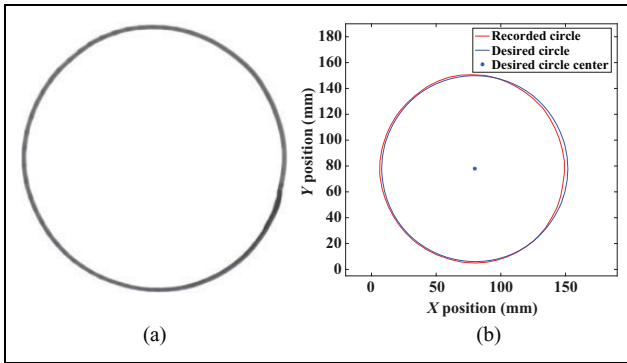 Recorded circle
Desired circle
Desired circle center
180
160
140
120
100
80
60
40
20
0
Y position (mm)
0 50 100 150
X position (mm)
(a) (b)